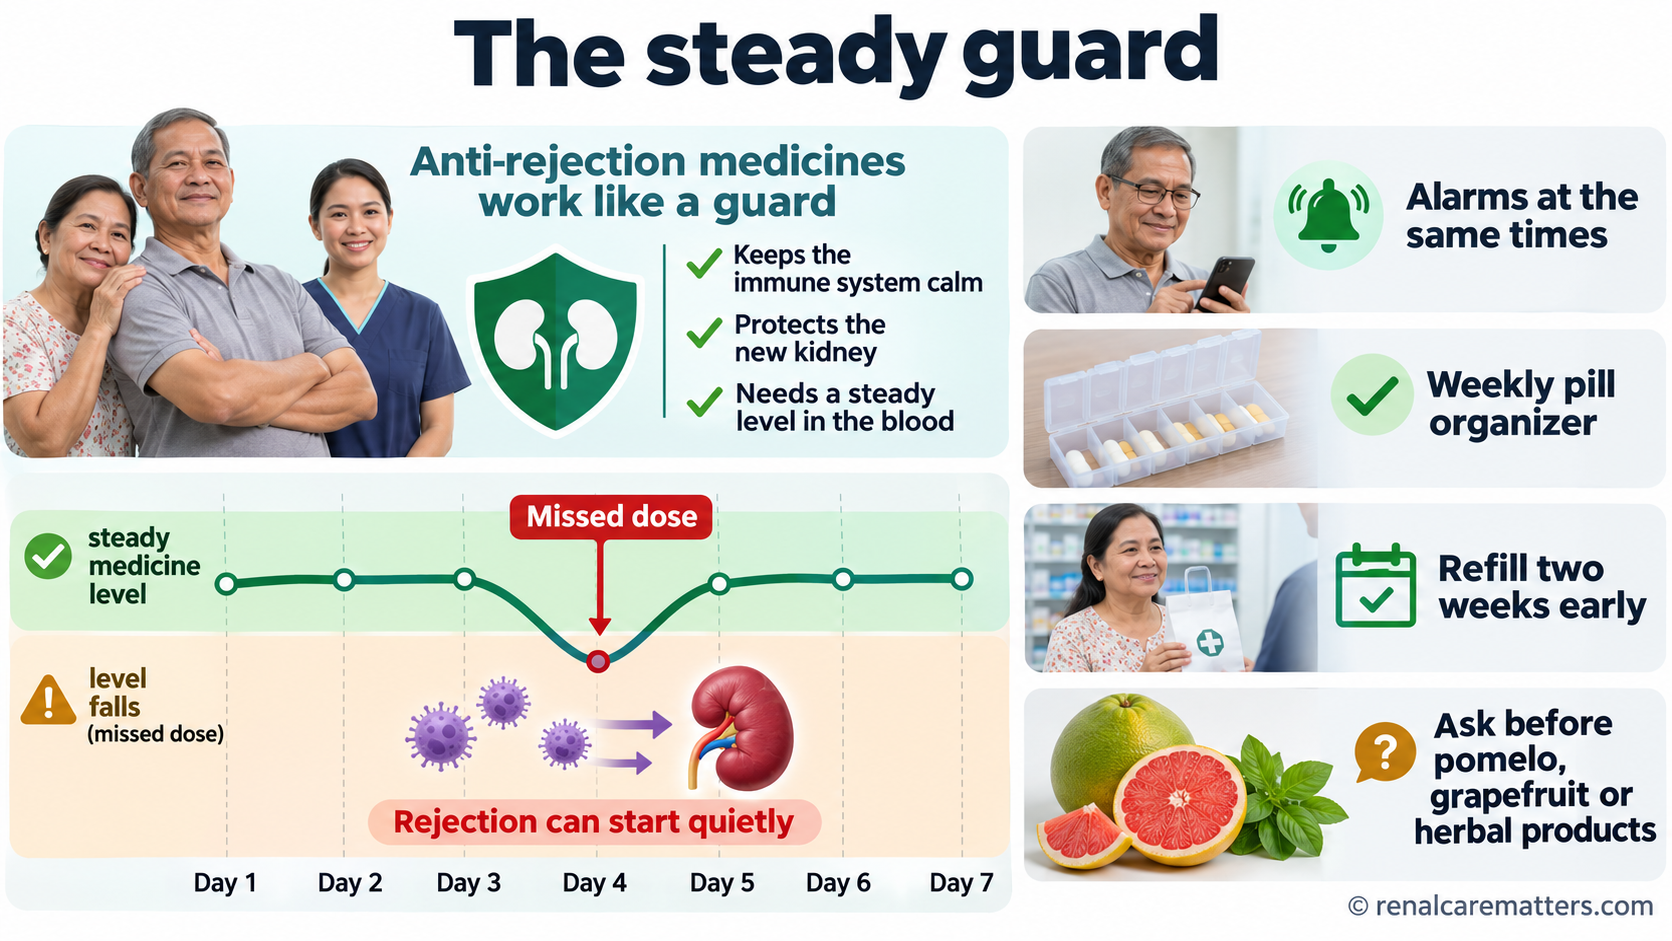 The steady guard
Anti-rejection medicines
work like a guard
Keeps the
immune system calm
Protects the
new kidney
Needs a steady
level in the blood
steady
medicine
level
Missed dose
level
falls
(missed dose)
Rejection can start quietly
Day 1
Day 2
Day 3
Day 4
Day 5
Day 6
Day 7
Alarms at the
same times
Weekly pill
organizer
Refill two
weeks early
Ask before
pomelo,
grapefruit or
herbal products
© renalcarematters.com